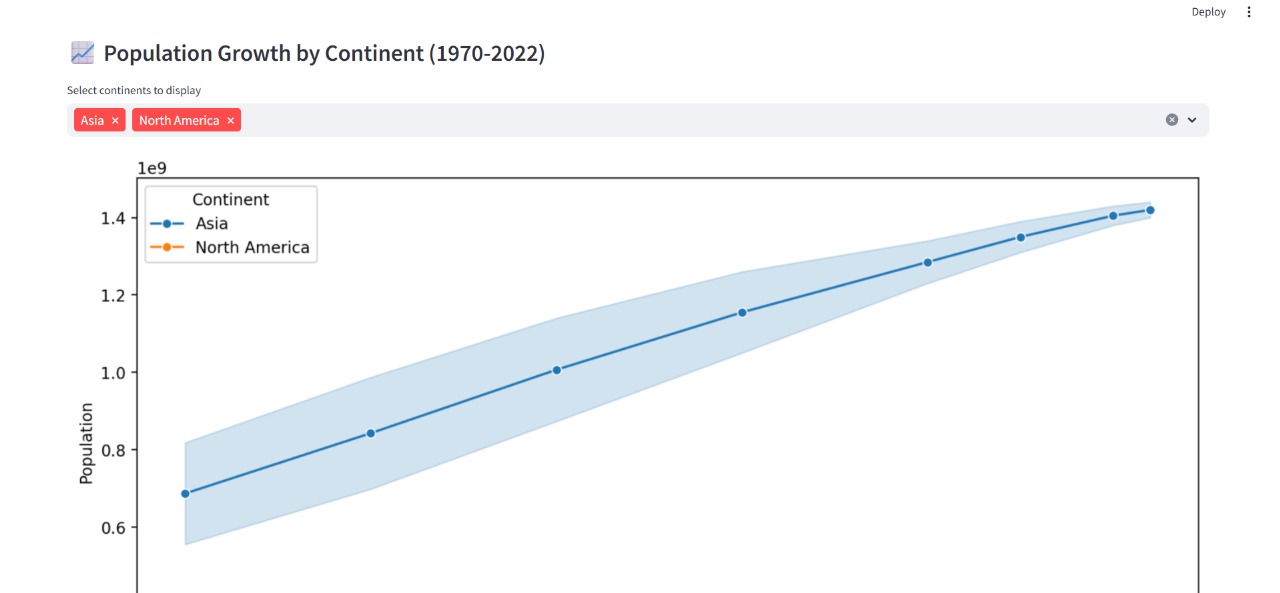 Deploy
Population Growth by Continent (1970-2022)
Select continents to display
Asia × North America ×
1e9
Continent
Asia
North America
1.4
1.2
1.0
0.8
0.6
Population